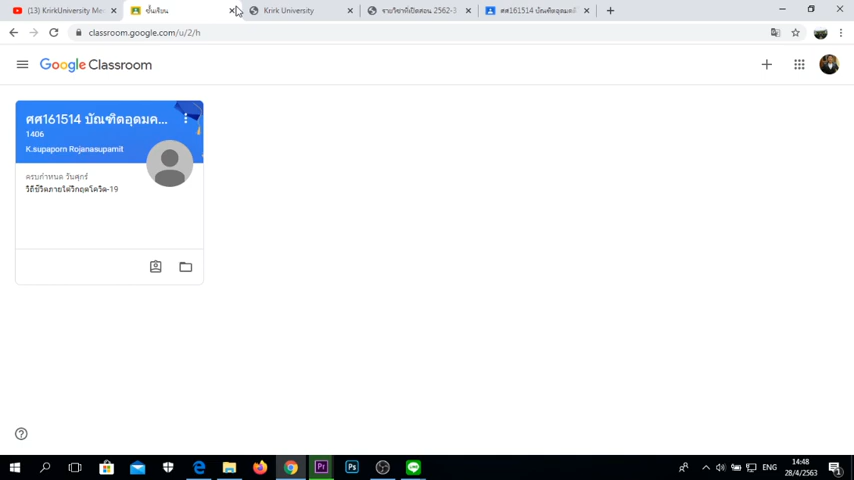 (13) KrirkUniversity Me
ชั้นเรียน
Krirk University
รายวิชาที่เปิดสอน 2562-3
ศศ161514 บัณฑิตอุดมคติ
classroom.google.com/u/2/h
Google Classroom
ศศ161514 บัณฑิตอุดมค...
1406
K.supaporn Rojanasupamit
ครบกำหนด วันศุกร์
วิถีชีวิตภายใต้วิกฤตโควิด-19
Pr
Ps
ENG
14:48
28/4/2563